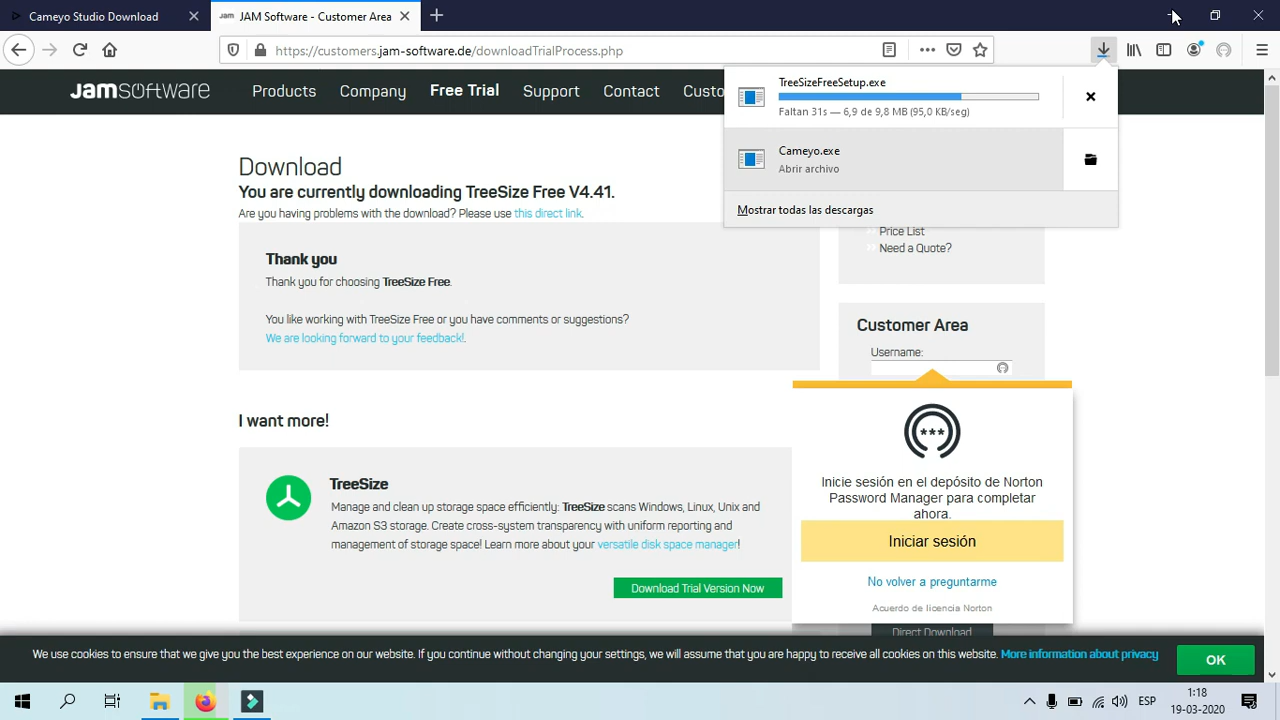 Cameyo Studio Download
JAM Software - Customer Area
https://customers.jam-software.de/downloadTrialProcess.php
Jamsoftware
Products
Company
Free Trial
Support
Contact
Custo
TreeSizeFreeSetup.exe
Faltan 31s — 6,9 de 9,8 MB (95,0 KB/seg)
Cameyo.exe
Abrir archivo
Mostrar todas las descargas
Download
You are currently downloading TreeSize Free V4.41.
Are you having problems with the download? Please use this direct link.
Thank you
Thank you for choosing TreeSize Free.
You like working with TreeSize Free or you have comments or suggestions?
We are looking forward to your feedback!.
Price List
Need a Quote?
Customer Area
Username:
I want more!
TreeSize
Manage and clean up storage space efficiently: TreeSize scans Windows, Linux, Unix and
Amazon S3 storage. Create cross-system transparency with uniform reporting and
management of storage space! Learn more about your versatile disk space manager!
Download Trial Version Now
***
Inicie sesión en el depósito de Norton
Password Manager para completar
ahora.
Iniciar sesión
No volver a preguntarme
Acuerdo de licencia Norton
Direct Download
We use cookies to ensure that we give you the best experience on our website. If you continue without changing your settings, we will assume that you are happy to receive all cookies on this website. More information about privacy
OK
ESP
1:18
19-03-2020